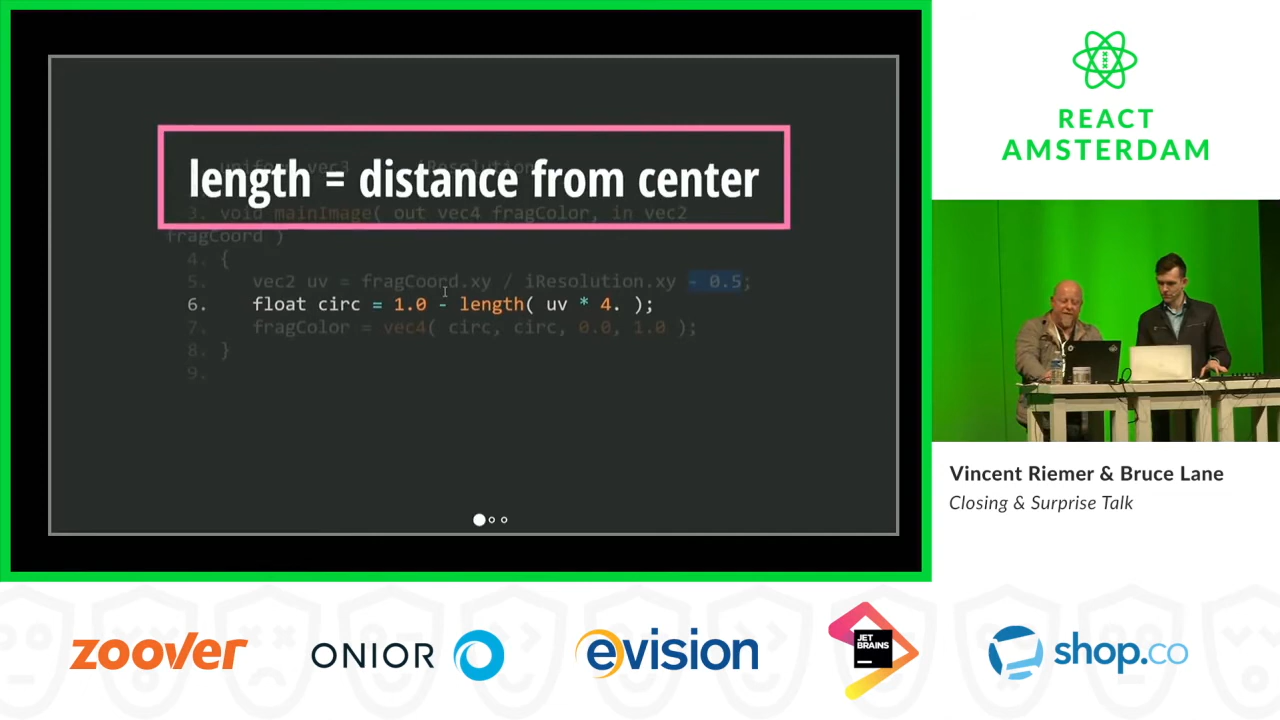 length = distance from center
uniform vec3 iResolution
3. void mainImage( out vec4 fragColor, in vec2
fragCoord )
4. {
5. vec2 uv = fragCoord.xy / iResolution.xy - 0.5;
6. float circ = 1.0 - length( uv * 4. );
7. fragColor = vec4( circ, circ, 0.0, 1.0 );
8. }
9.
REACT
AMSTERDAM
Vincent Riemer & Bruce Lane
Closing & Surprise Talk
zoover
ONIOR
evision
JET
BRAINS
shop.co